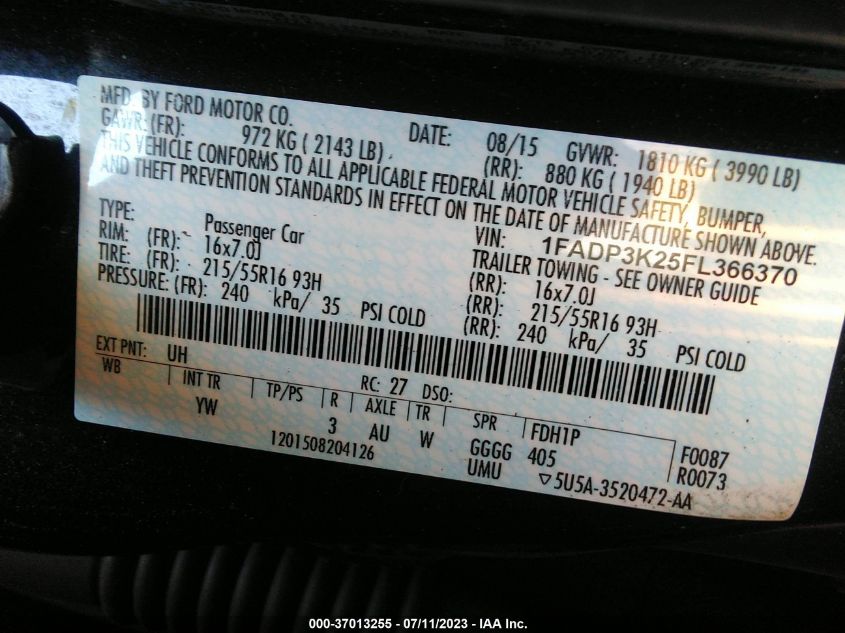 MFD. BY FORD MOTOR CO.
DATE: 08/15 GVWR: 1810 KG ( 3990 LB)
GAWR: (FR): 972 KG ( 2143 LB) (RR): 880 KG ( 1940 LB)
THIS VEHICLE CONFORMS TO ALL APPLICABLE FEDERAL MOTOR VEHICLE SAFETY, BUMPER,
AND THEFT PREVENTION STANDARDS IN EFFECT ON THE DATE OF MANUFACTURE SHOWN ABOVE.
VIN: 1FADP3K25FL366370
TYPE: Passenger Car TRAILER TOWING - SEE OWNER GUIDE
RIM: (FR): 16x7.0J (RR): 16x7.0J
TIRE: (FR): 215/55R16 93H (RR): 215/55R16 93H
PRESSURE: (FR): 240 kPa/ 35 PSI COLD (RR): 240 kPa/ 35 PSI COLD
EXT PNT: UH RC: 27 DSO:
WB INT TR TP/PS R AXLE TR SPR FDH1P F0087
YW 3 AU W GGGG 405 R0073
1201508204126 UMU ▽5U5A-3520472-AA
000-37013255 - 07/11/2023 - IAA Inc.